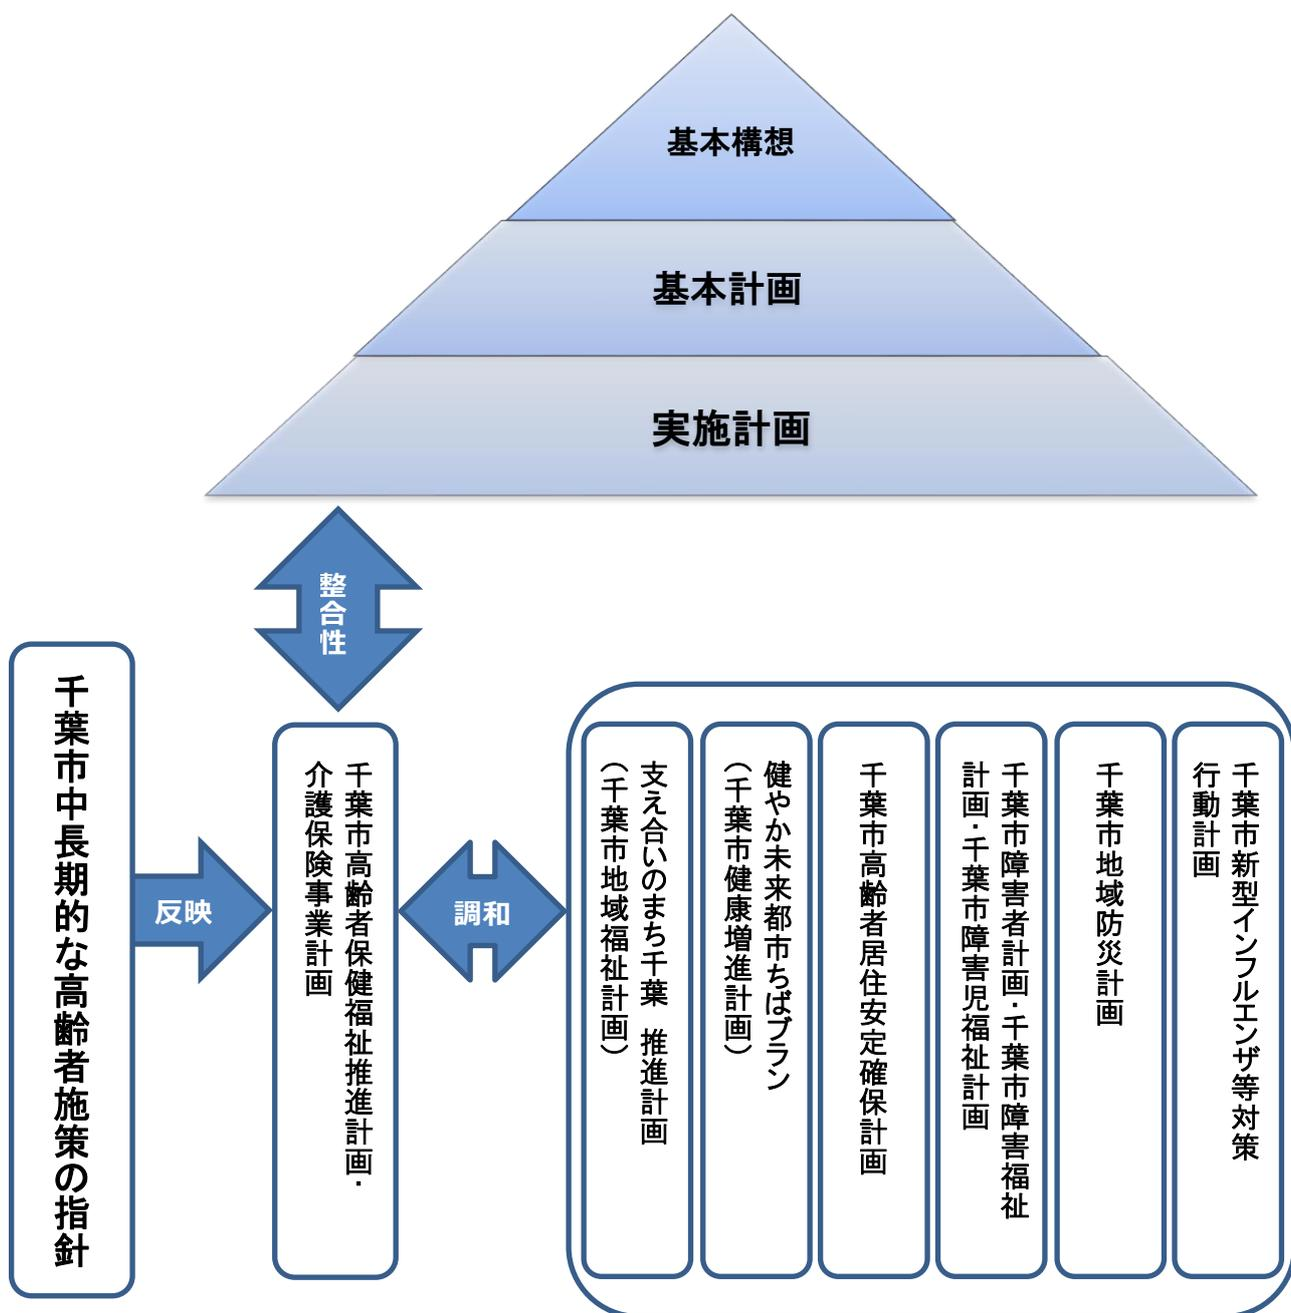 基本構想
基本計画
実施計画
整合性
千葉市中長期的な高齢者施策の指針
反映
千葉市高齢者保健福祉推進計画・
介護保険事業計画
調和
支え合いのまち千葉 推進計画
（千葉市地域福祉計画）
健やか未来都市ちばプラン
（千葉市健康増進計画）
千葉市高齢者居住安定確保計画
千葉市障害者計画・千葉市障害福祉
計画・千葉市障害児福祉計画
千葉市地域防災計画
千葉市新型インフルエンザ等対策
行動計画